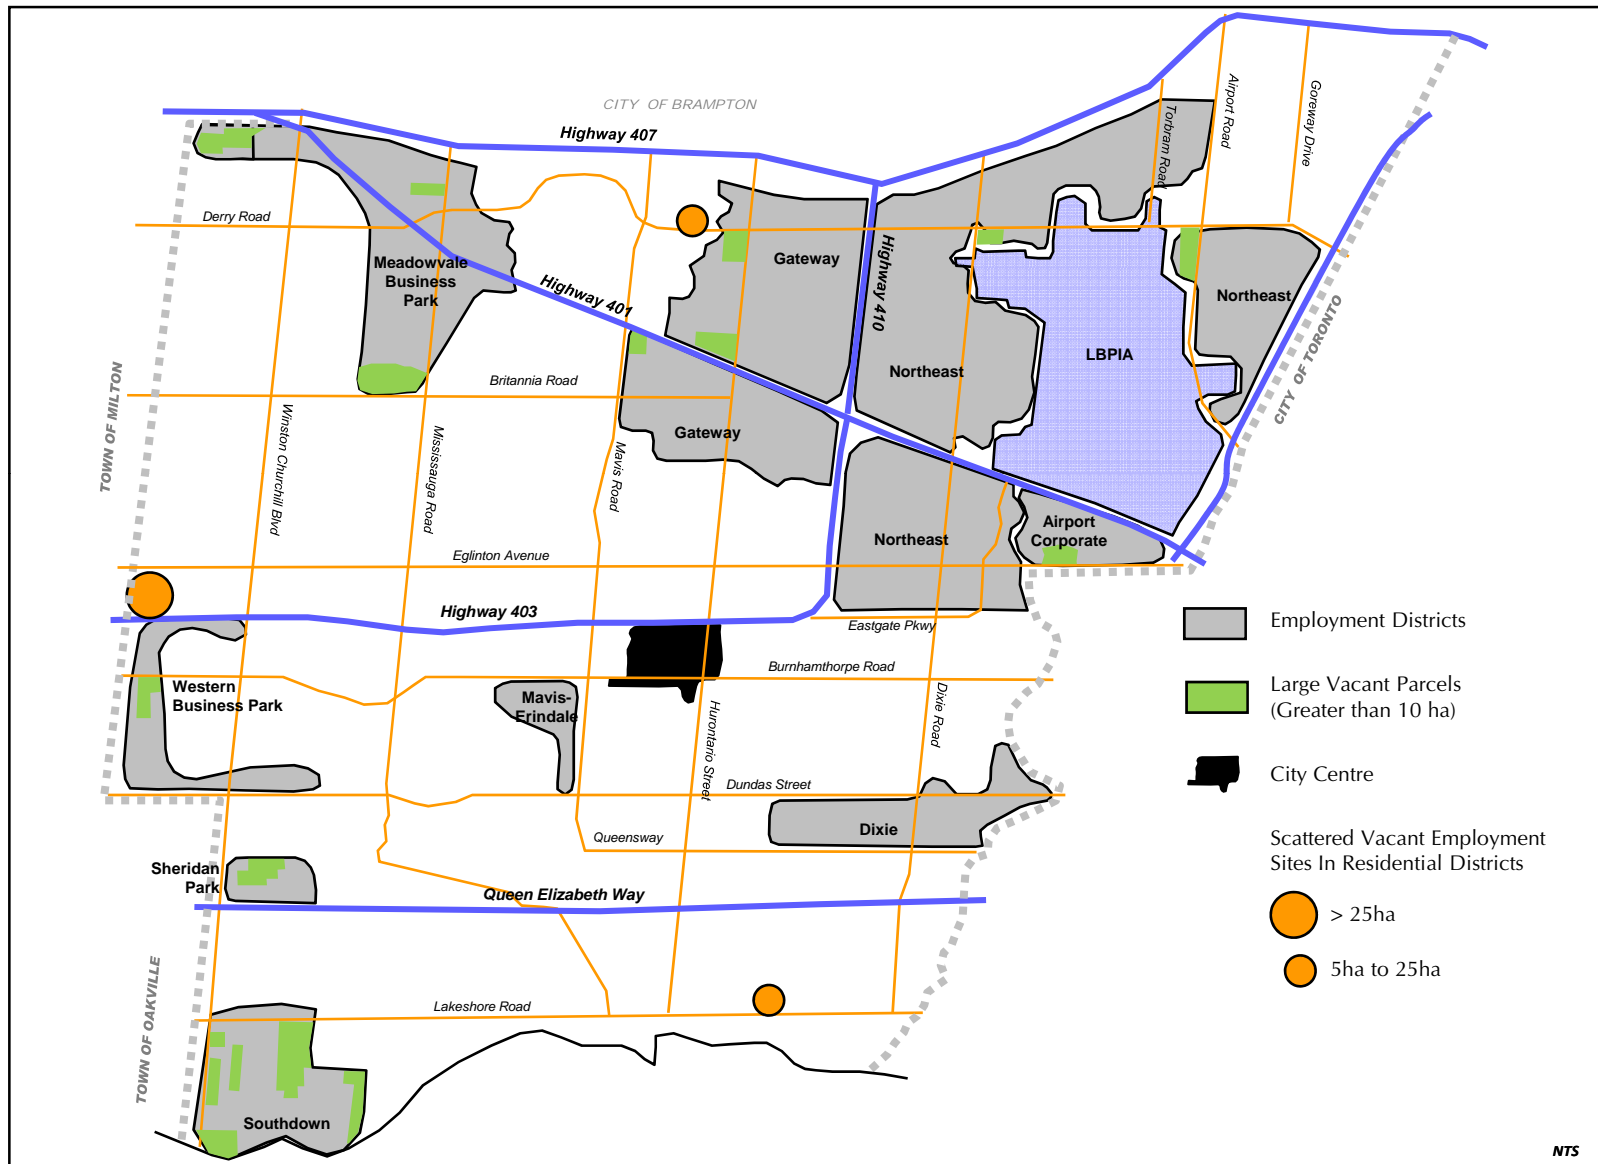 CITY OF BRAMPTON
Highway 407
Torbram Road
Airport Road
Goreway Drive
Derry Road
Meadowvale
Business
Park
Highway 401
Gateway
Highway 410
Northeast
Northeast
LBPIA
CITY OF TORONTO
TOWN OF MILTON
Britannia Road
Winston Churchill Blvd
Mississauga Road
Mavis Road
Gateway
Northeast
Airport
Corporate
Eglinton Avenue
Highway 403
Eastgate Pkwy
Burnhamthorpe Road
Western
Business Park
Mavis-
Erindale
Hurontario Street
Dixie Road
Dundas Street
Dixie
Queensway
Sheridan
Park
Queen Elizabeth Way
TOWN OF OAKVILLE
Lakeshore Road
Southdown
Employment Districts
Large Vacant Parcels
(Greater than 10 ha)
City Centre
Scattered Vacant Employment
Sites In Residential Districts
> 25ha
5ha to 25ha
NTS